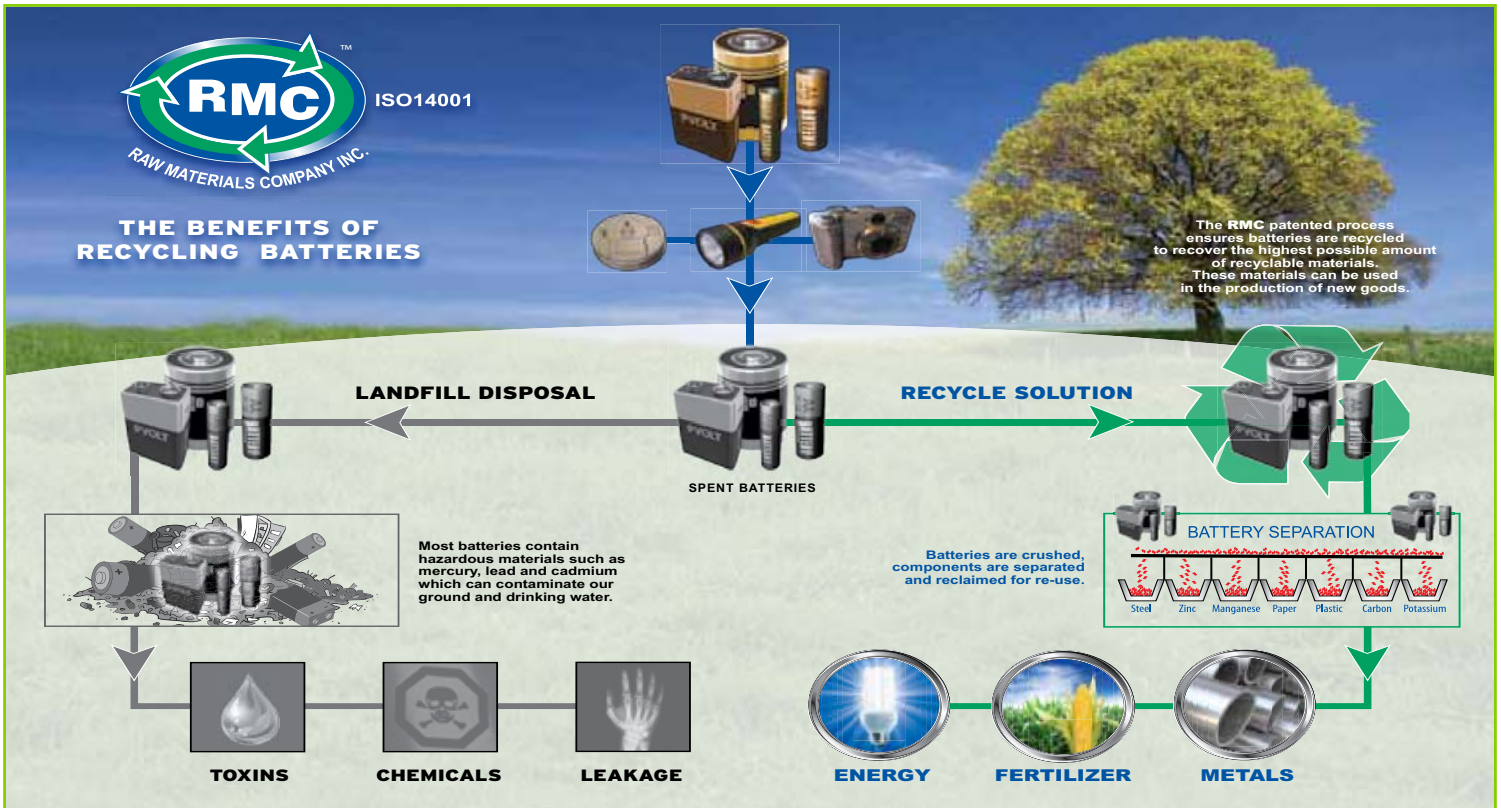 RMC
™
ISO14001
RAW MATERIALS COMPANY INC.
THE BENEFITS OF
RECYCLING BATTERIES
The RMC patented process
ensures batteries are recycled
to recover the highest possible amount
of recyclable materials.
These materials can be used
in the production of new goods.
LANDFILL DISPOSAL
RECYCLE SOLUTION
SPENT BATTERIES
Most batteries contain
hazardous materials such as
mercury, lead and cadmium
which can contaminate our
ground and drinking water.
Batteries are crushed,
components are separated
and reclaimed for re-use.
BATTERY SEPARATION
Steel Zinc Manganese Paper Plastic Carbon Potassium
TOXINS
CHEMICALS
LEAKAGE
ENERGY
FERTILIZER
METALS